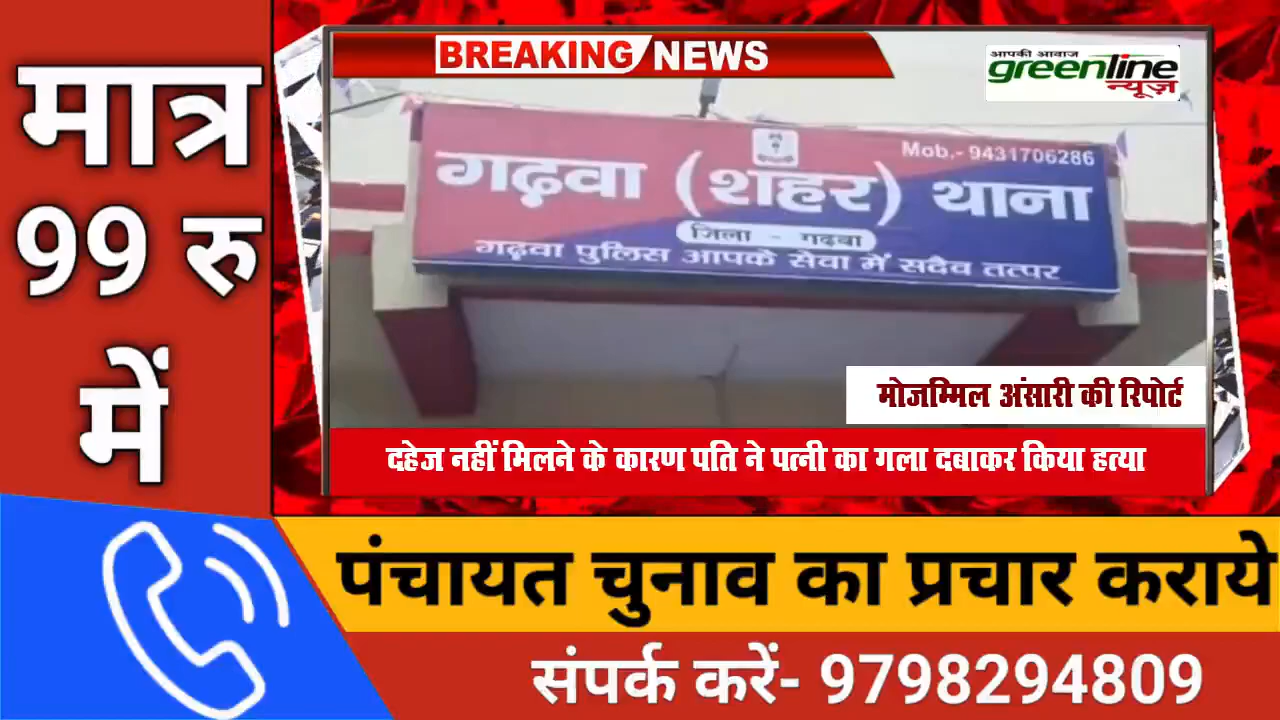 मात्र
99 रु
में
BREAKING NEWS
आपकी आवाज
greenline
न्यूज़
Mob.- 9431706286
गढ़वा (शहर) थाना
जिला - गढ़वा
गढ़वा पुलिस आपके सेवा में सदैव तत्पर
मोजम्मिल अंसारी की रिपोर्ट
दहेज नहीं मिलने के कारण पति ने पत्नी का गला दबाकर किया हत्या
पंचायत चुनाव का प्रचार कराये
संपर्क करें- 9798294809